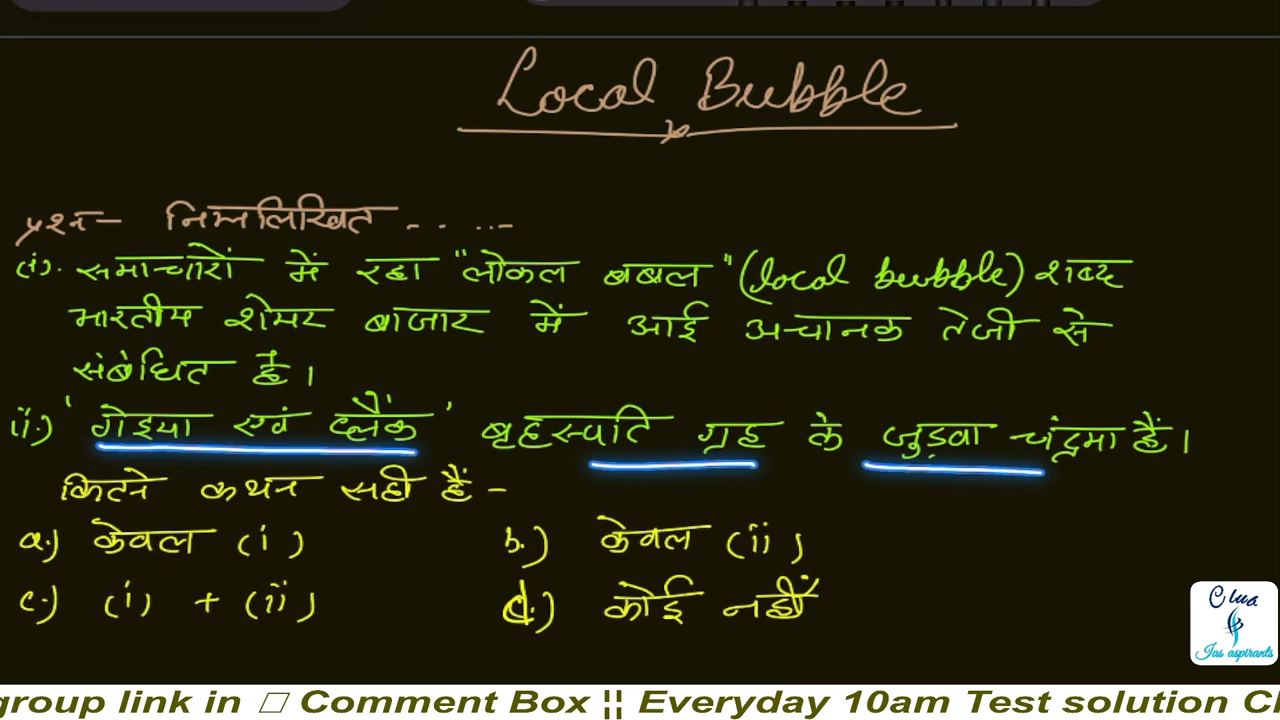 Local Bubble
प्रश्न- निम्नलिखित - . . . . -
(i). समाचारों में रहा "लोकल बबल" (local bubble) शब्द
भारतीय शेयर बाजार में आई अचानक तेजी से
संबंधित है।
ii.) 'गेइया एवं ब्लैक' बृहस्पति ग्रह के जुड़वा चंद्रमा हैं।
कितने कथन सही हैं -
a.) केवल (i)
b.) केवल (ii)
c.) (i) + (ii)
d.) कोई नहीं
Clue
Ias aspirants
group link in □ Comment Box ¦¦ Everyday 10am Test solution